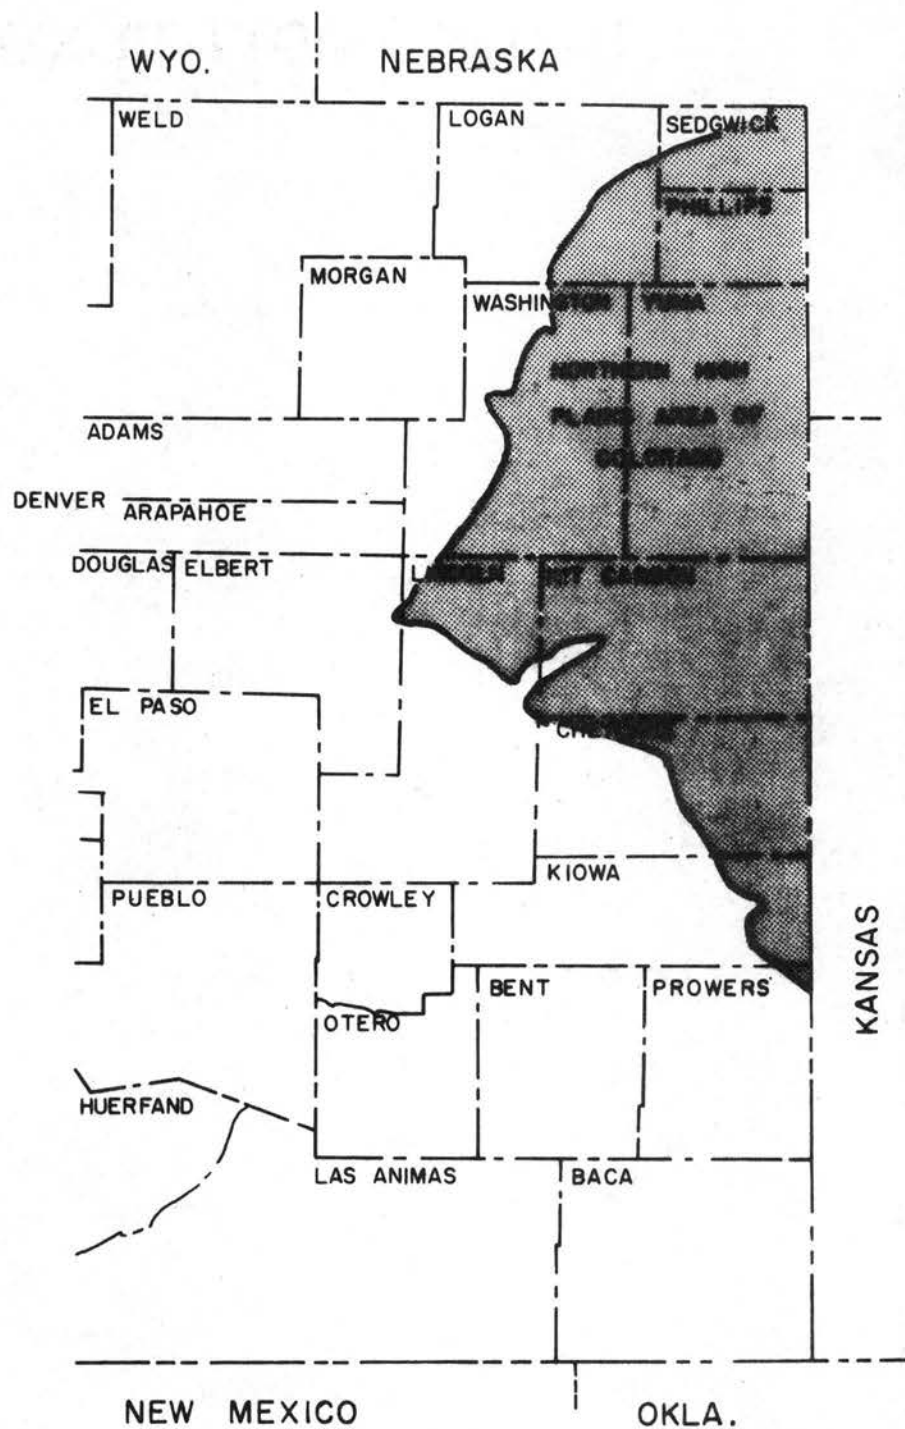 WYO. NEBRASKA
WELD LOGAN SEDGWICK
PHILLIPS
MORGAN WASHINGTON YUMA
NORTHERN HIGH
PLAINS AREA OF
COLORADO
ADAMS
DENVER ARAPAHOE
DOUGLAS ELBERT LINCOLN KIT CARSON
EL PASO CHEYENNE
KIOWA
PUEBLO CROWLEY
KANSAS
BENT PROWERS
OTERO
HUERFAND
LAS ANIMAS BACA
NEW MEXICO OKLA.